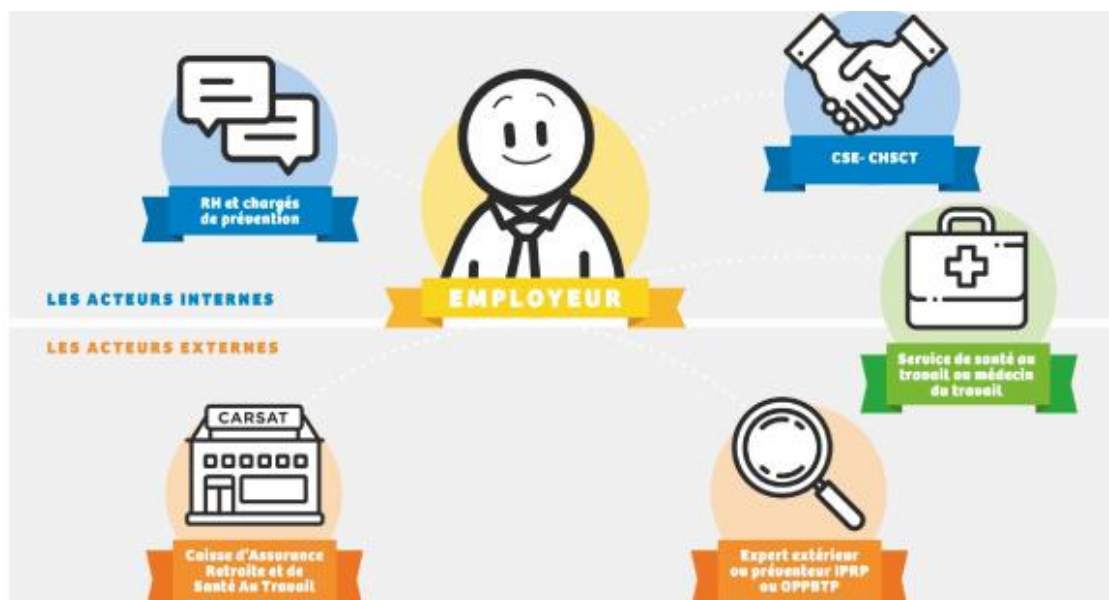 CSE- CHSCT
RH et chargés
de prévention
EMPLOYEUR
LES ACTEURS INTERNES
LES ACTEURS EXTERNES
Service de santé au
travail ou médecin
du travail
CARSAT
Caisse d'Assurance
Retraite et de
Santé Au Travail
Expert extérieur
ou préventeur IPRP
ou OPPBTP